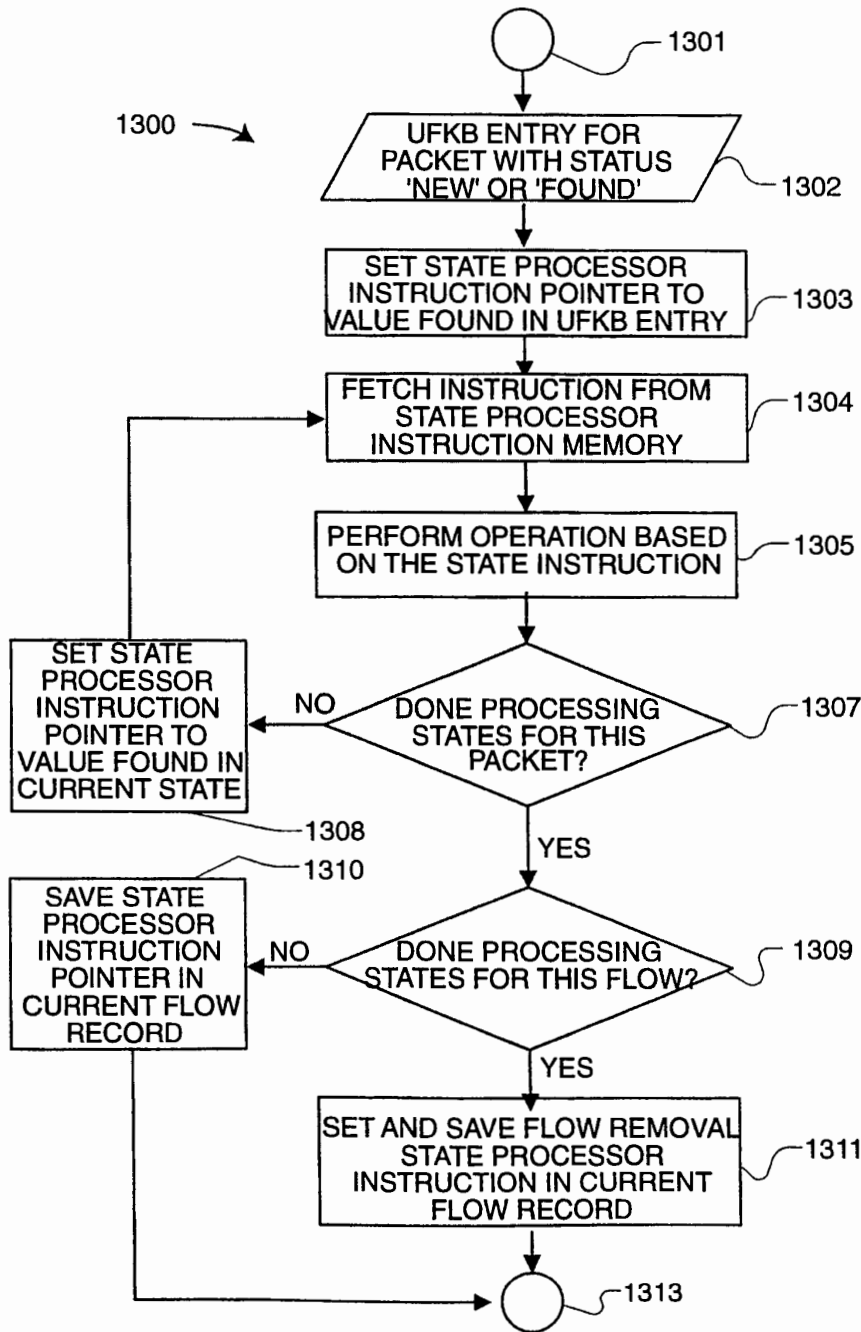 1301
1300
UFKB ENTRY FOR
PACKET WITH STATUS
'NEW' OR 'FOUND'
1302
SET STATE PROCESSOR
INSTRUCTION POINTER TO
VALUE FOUND IN UFKB ENTRY
1303
FETCH INSTRUCTION FROM
STATE PROCESSOR
INSTRUCTION MEMORY
1304
PERFORM OPERATION BASED
ON THE STATE INSTRUCTION
1305
SET STATE
PROCESSOR
INSTRUCTION
POINTER TO
VALUE FOUND IN
CURRENT STATE
NO
DONE PROCESSING
STATES FOR THIS
PACKET?
1307
1308
YES
1310
SAVE STATE
PROCESSOR
INSTRUCTION
POINTER IN
CURRENT FLOW
RECORD
NO
DONE PROCESSING
STATES FOR THIS FLOW?
1309
YES
SET AND SAVE FLOW REMOVAL
STATE PROCESSOR
INSTRUCTION IN CURRENT
FLOW RECORD
1311
1313